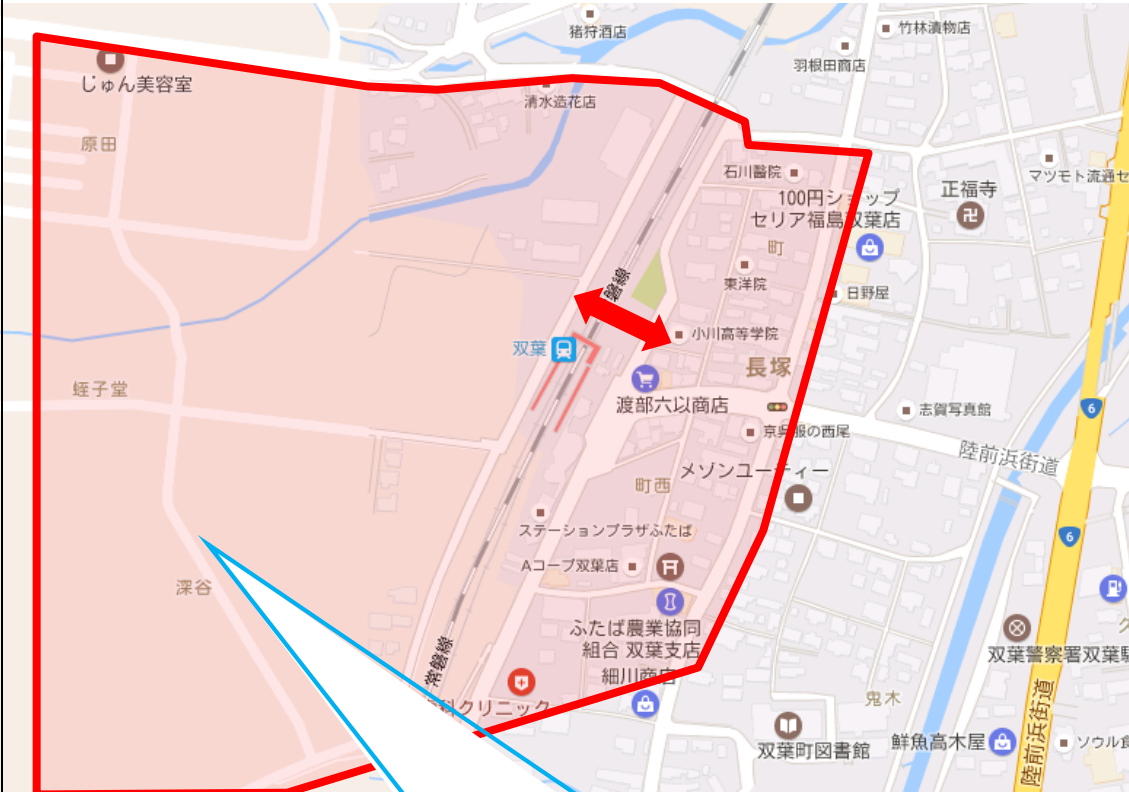 猪狩酒店
竹林漬物店
羽根田商店
じゅん美容室
清水造花店
原田
石川醫院
マツモト流通セ
正福寺
100円ショップ
セリア福島双葉店
町
東洋院
常磐線
日野屋
小川高等学院
双葉
長塚
蛭子堂
渡部六以商店
6
志賀写真館
京呉服の西尾
陸前浜街道
メゾンユーティー
町西
ステーションプラザふたば
6
Aコープ双葉店
深谷
ふたば農業協同
組合 双葉支店
双葉警察署双葉駅
常磐線
細川商店
鬼木
科クリニック
陸前浜街道
双葉町図書館
鮮魚高木屋
ソウル食